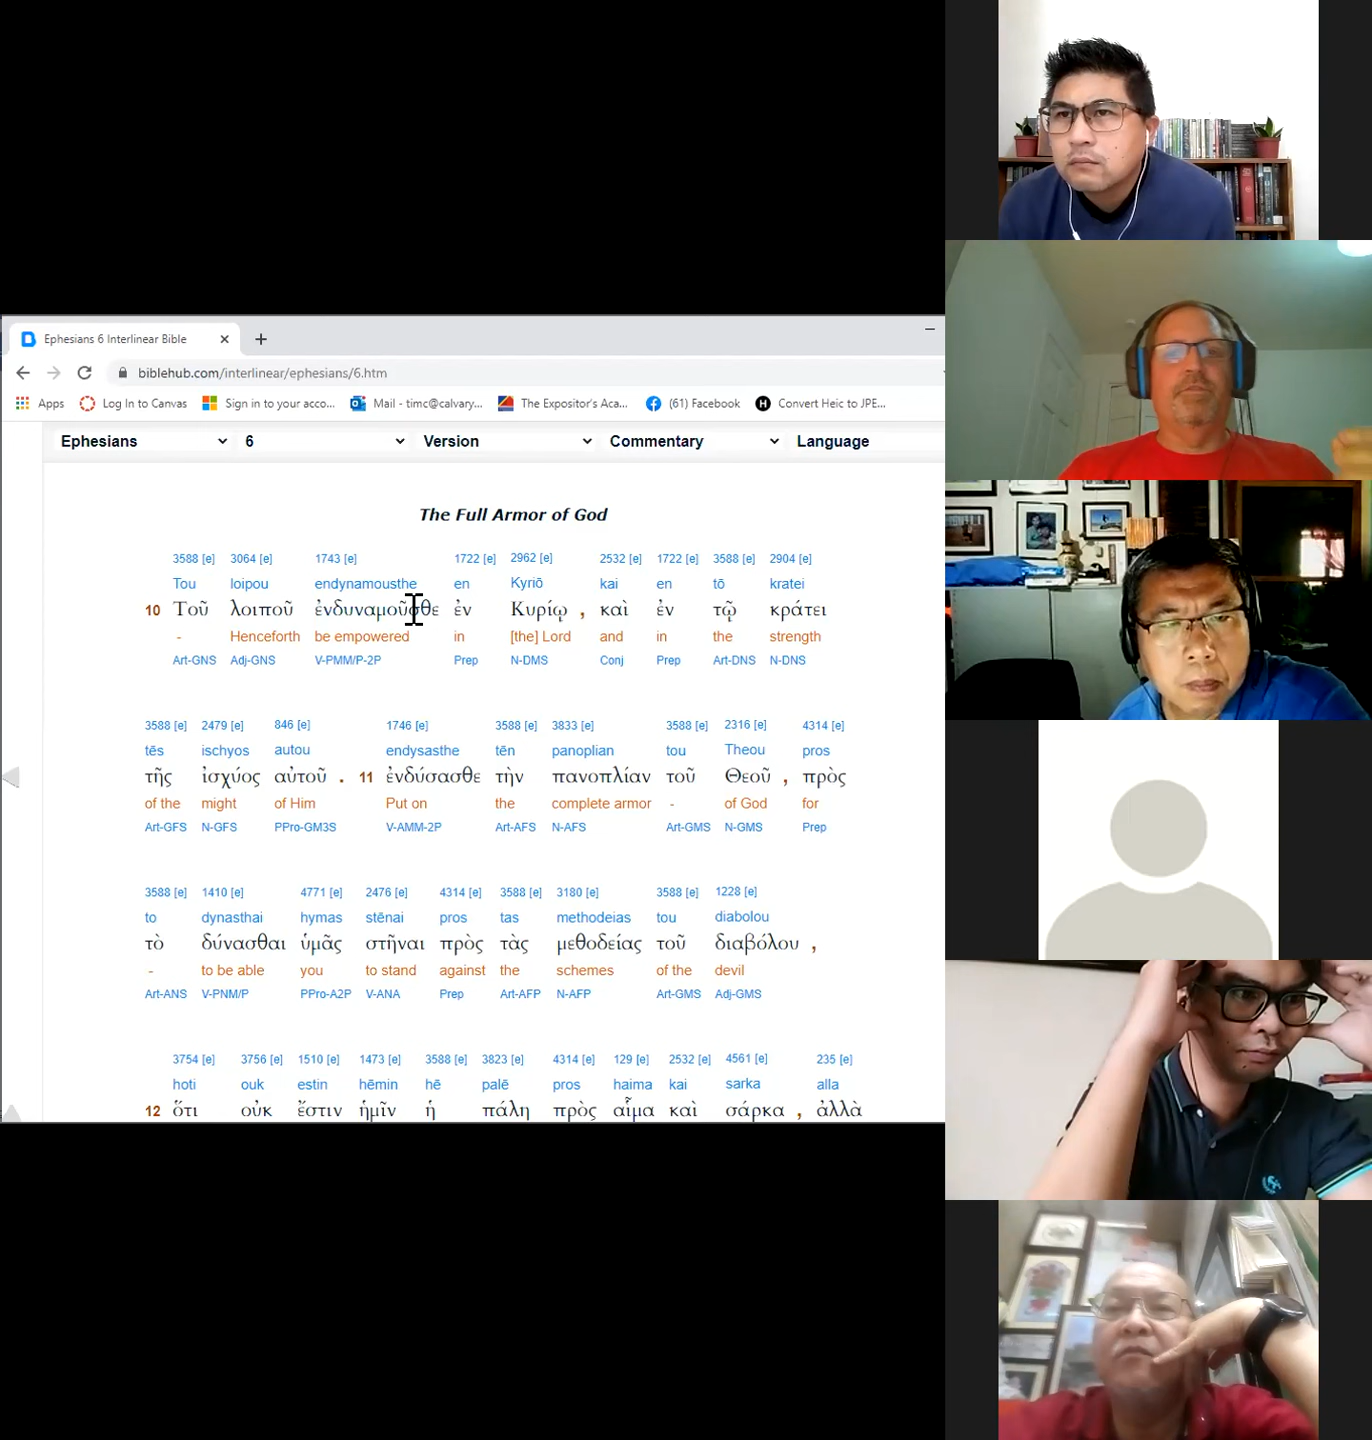 Ephesians 6 Interlinear Bible
biblehub.com/interlinear/ephesians/6.htm
Apps Log In to Canvas Sign in to your acco... Mail - timc@calvary... The Expositor's Aca... (61) Facebook Convert Heic to JPE...
Ephesians 6 Version Commentary Language
The Full Armor of God
3588 [e] 3064 [e] 1743 [e] 1722 [e] 2962 [e] 2532 [e] 1722 [e] 3588 [e] 2904 [e]
Tou loipou endynamousthe en Kyriō kai en tō kratei
10 Τοῦ λοιποῦ ἐνδυναμοῦσθε ἐν Κυρίῳ , καὶ ἐν τῷ κράτει
- Henceforth be empowered in [the] Lord and in the strength
Art-GNS Adj-GNS V-PMM/P-2P Prep N-DMS Conj Prep Art-DNS N-DNS
3588 [e] 2479 [e] 846 [e] 1746 [e] 3588 [e] 3833 [e] 3588 [e] 2316 [e] 4314 [e]
tēs ischyos autou endysasthe tēn panoplian tou Theou pros
τῆς ἰσχύος αὐτοῦ . 11 ἐνδύσασθε τὴν πανοπλίαν τοῦ Θεοῦ , πρὸς
of the might of Him Put on the complete armor - of God for
Art-GFS N-GFS PPro-GM3S V-AMM-2P Art-AFS N-AFS Art-GMS N-GMS Prep
3588 [e] 1410 [e] 4771 [e] 2476 [e] 4314 [e] 3588 [e] 3180 [e] 3588 [e] 1228 [e]
to dynasthai hymas stēnai pros tas methodeias tou diabolou
τὸ δύνασθαι ὑμᾶς στῆναι πρὸς τὰς μεθοδείας τοῦ διαβόλου ,
- to be able you to stand against the schemes of the devil
Art-ANS V-PNM/P PPro-A2P V-ANA Prep Art-AFP N-AFP Art-GMS Adj-GMS
3754 [e] 3756 [e] 1510 [e] 1473 [e] 3588 [e] 3823 [e] 4314 [e] 129 [e] 2532 [e] 4561 [e] 235 [e]
hoti ouk estin hēmin hē palē pros haima kai sarka alla
12 ὅτι οὐκ ἔστιν ἡμῖν ἡ πάλη πρὸς αἷμα καὶ σάρκα , ἀλλὰ